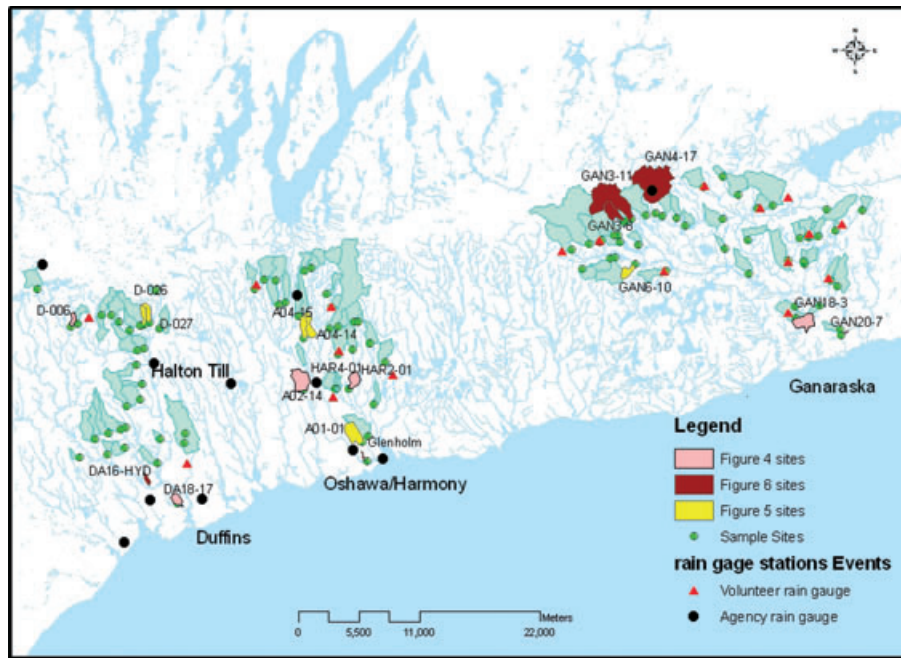 N
W
E
S
GAN4-17
GAN3-11
GAN3-8
GAN6-10
D-026
D-006
D-027
A04-15
A04-14
GAN18-3
GAN20-7
Halton Till
HAR4-01
HAR2-01
A02-14
Ganaraska
A01-01
Glenholm
DA16-HYD
Oshawa/Harmony
DA18-17
Duffins
Legend
Figure 4 sites
Figure 6 sites
Figure 5 sites
Sample Sites
rain gage stations Events
Volunteer rain gauge
Agency rain gauge
Meters
0 5,500 11,000 22,000